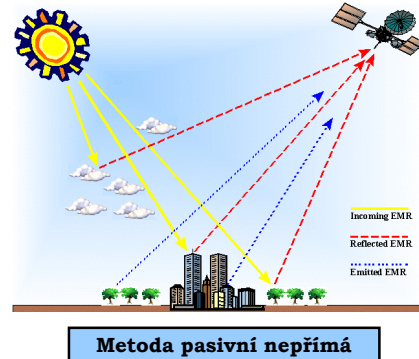 Incoming EMR
Reflected EMR
Emitted EMR
Metoda pasivní nepřímá